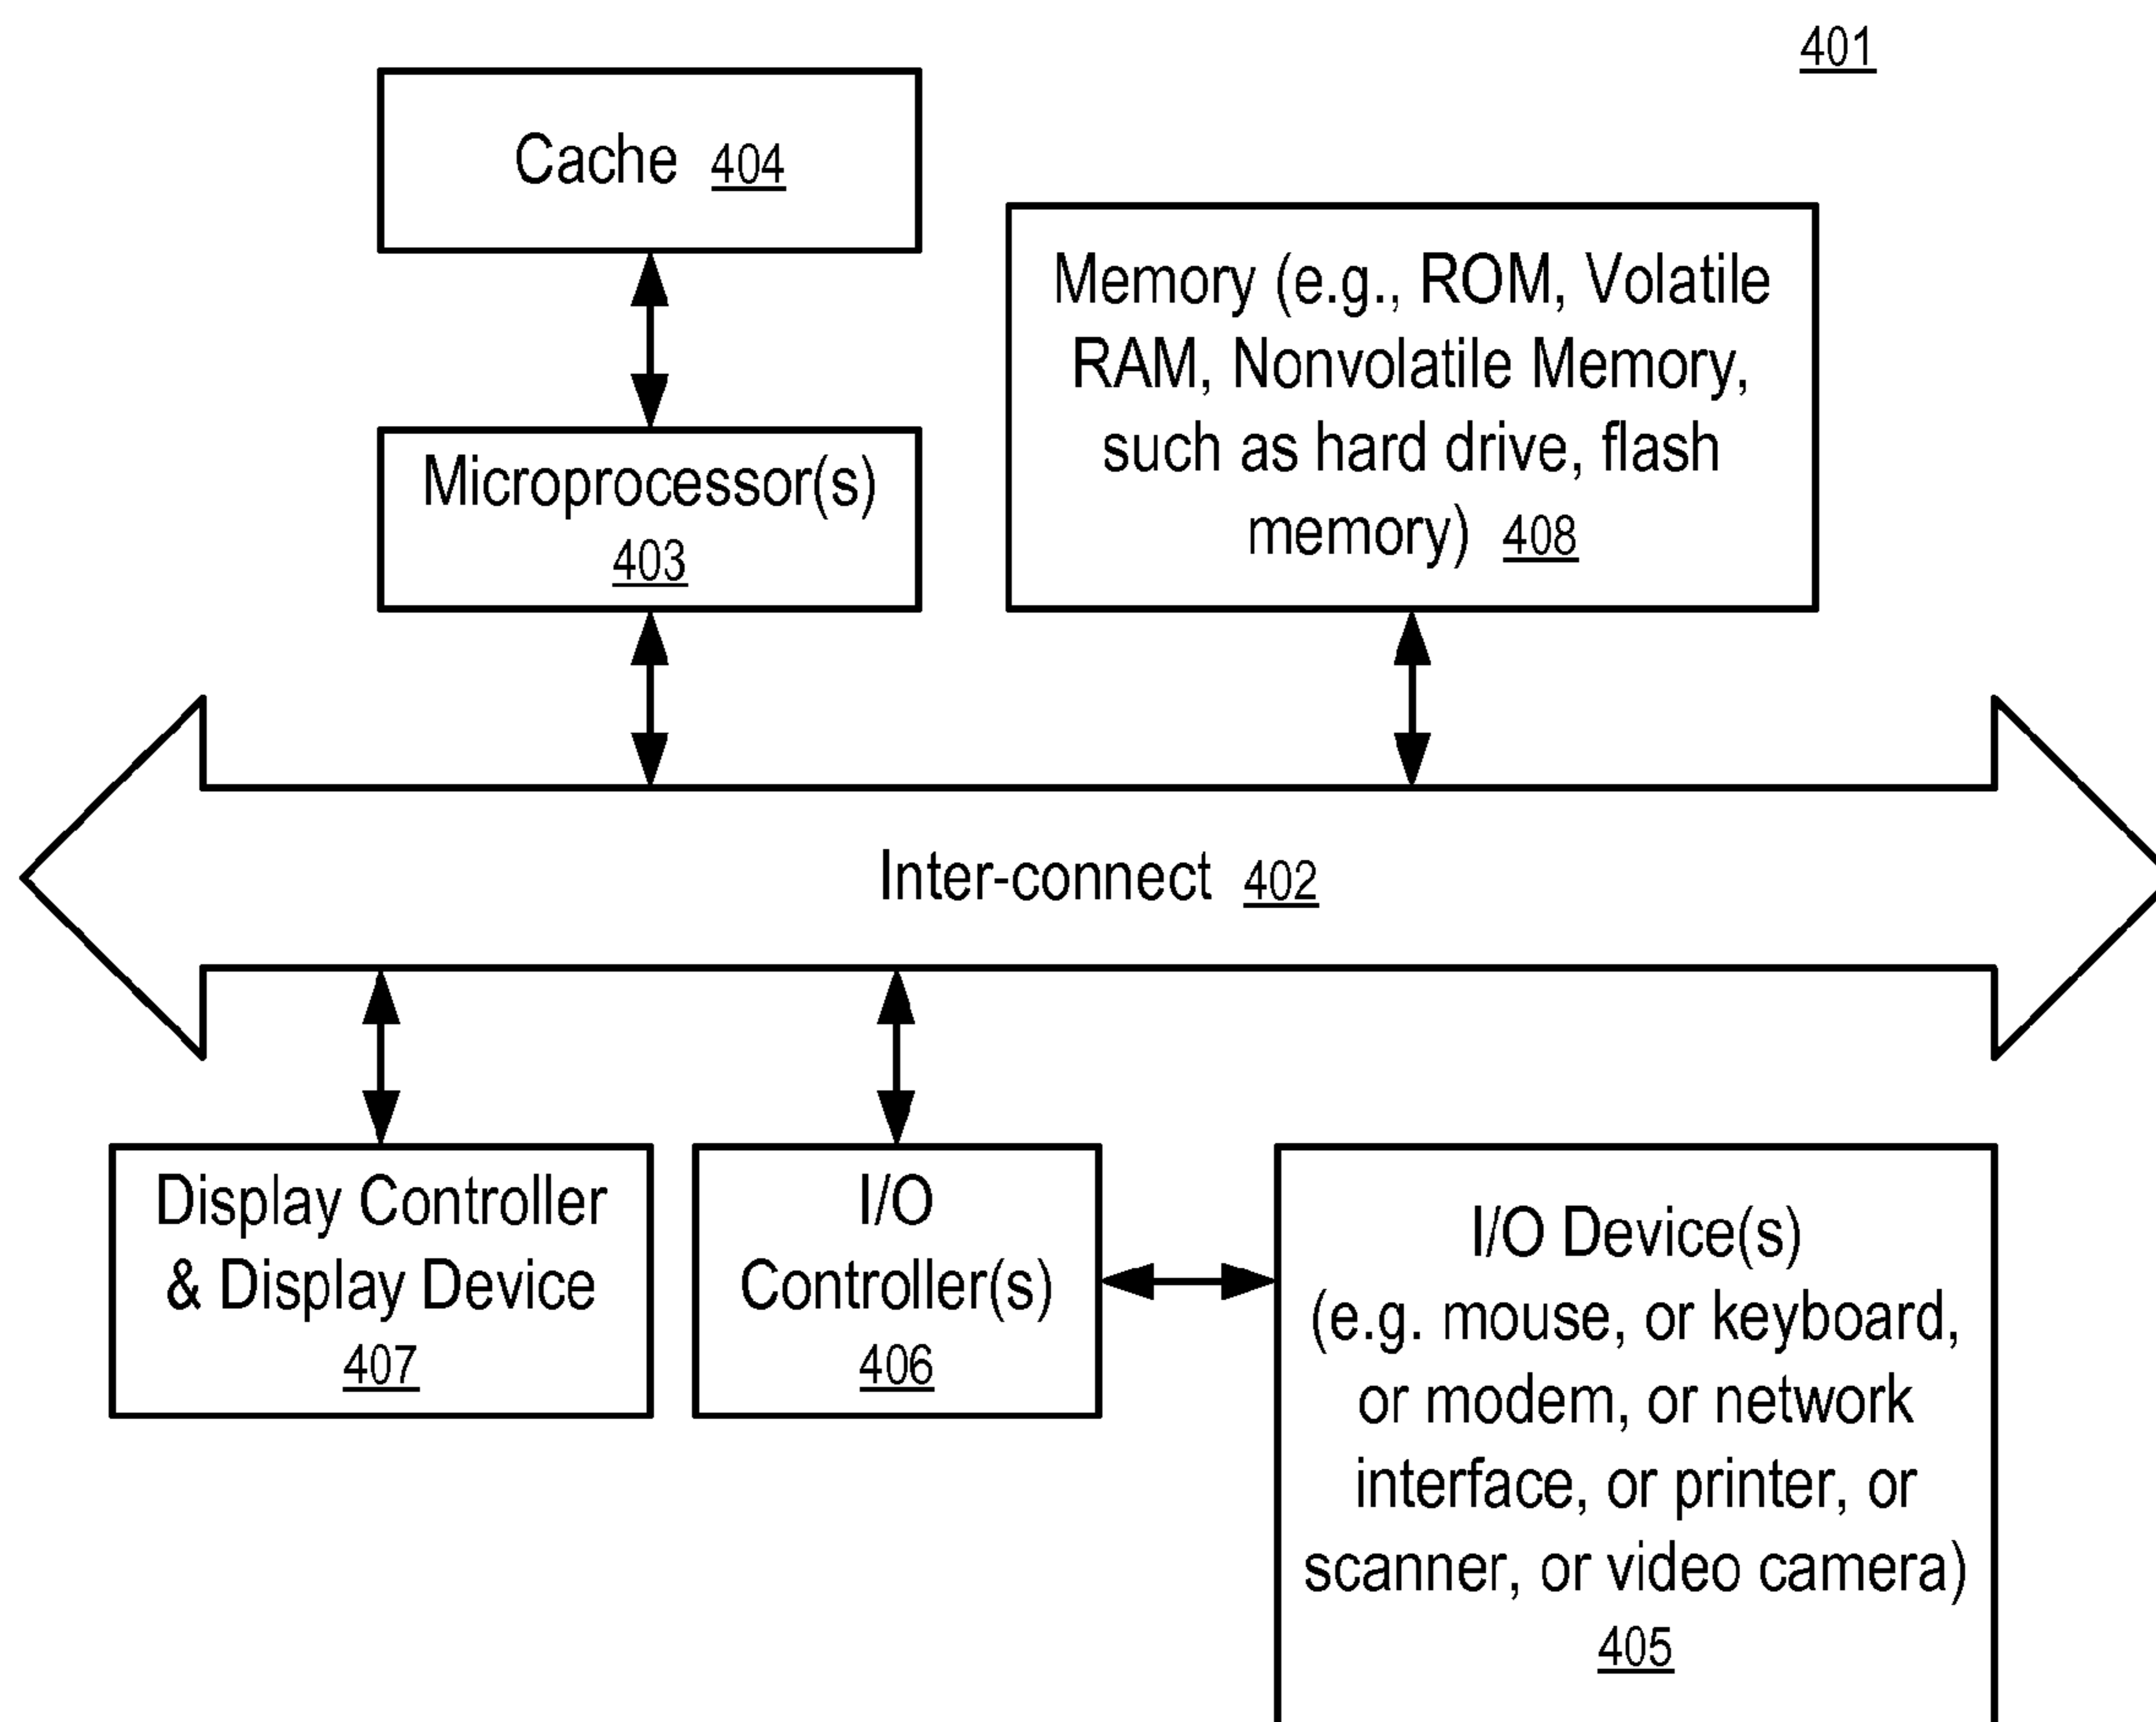 401
Cache 404
Memory (e.g., ROM, Volatile
RAM, Nonvolatile Memory,
such as hard drive, flash
memory) 408
Microprocessor(s)
403
Inter-connect 402
Display Controller
& Display Device
407
I/O
Controller(s)
406
I/O Device(s)
(e.g. mouse, or keyboard,
or modem, or network
interface, or printer, or
scanner, or video camera)
405